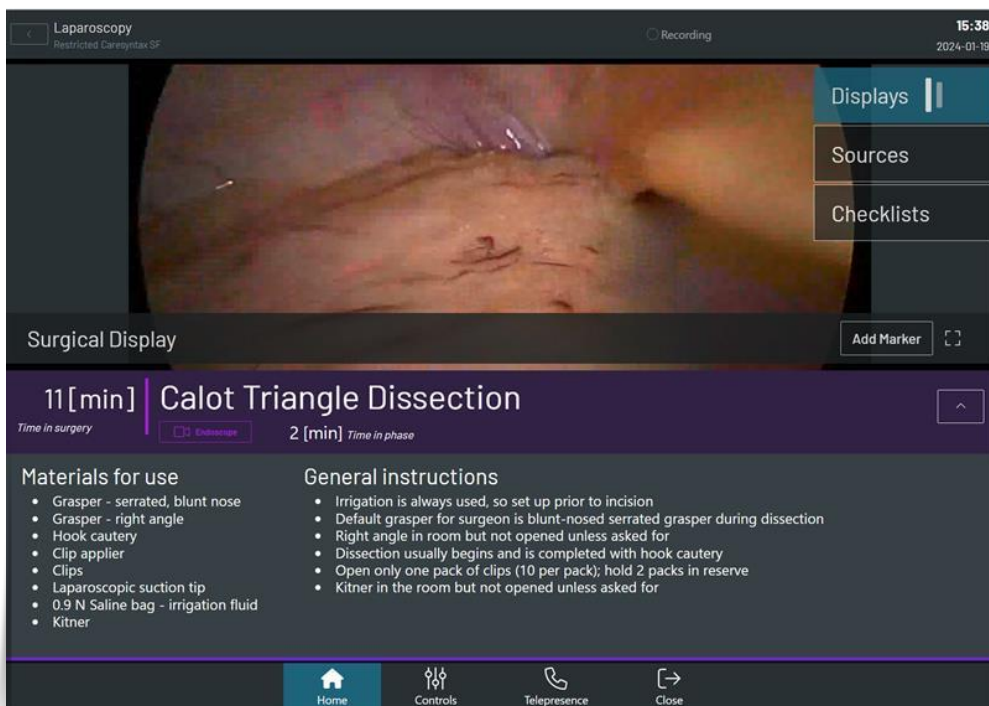 Laparoscopy
Restricted Caresyntax SF
Recording
15:38
2024-01-19
Displays
Sources
Checklists
Surgical Display
Add Marker
11 [min]
Time in surgery
Calot Triangle Dissection
Endoscope
2 [min] Time in phase
Materials for use
• Grasper - serrated, blunt nose
• Grasper - right angle
• Hook cautery
• Clip applier
• Clips
• Laparoscopic suction tip
• 0.9 N Saline bag - irrigation fluid
• Kitner
General instructions
• Irrigation is always used, so set up prior to incision
• Default grasper for surgeon is blunt-nosed serrated grasper during dissection
• Right angle in room but not opened unless asked for
• Dissection usually begins and is completed with hook cautery
• Open only one pack of clips (10 per pack); hold 2 packs in reserve
• Kitner in the room but not opened unless asked for
Home
Controls
Telepresence
Close